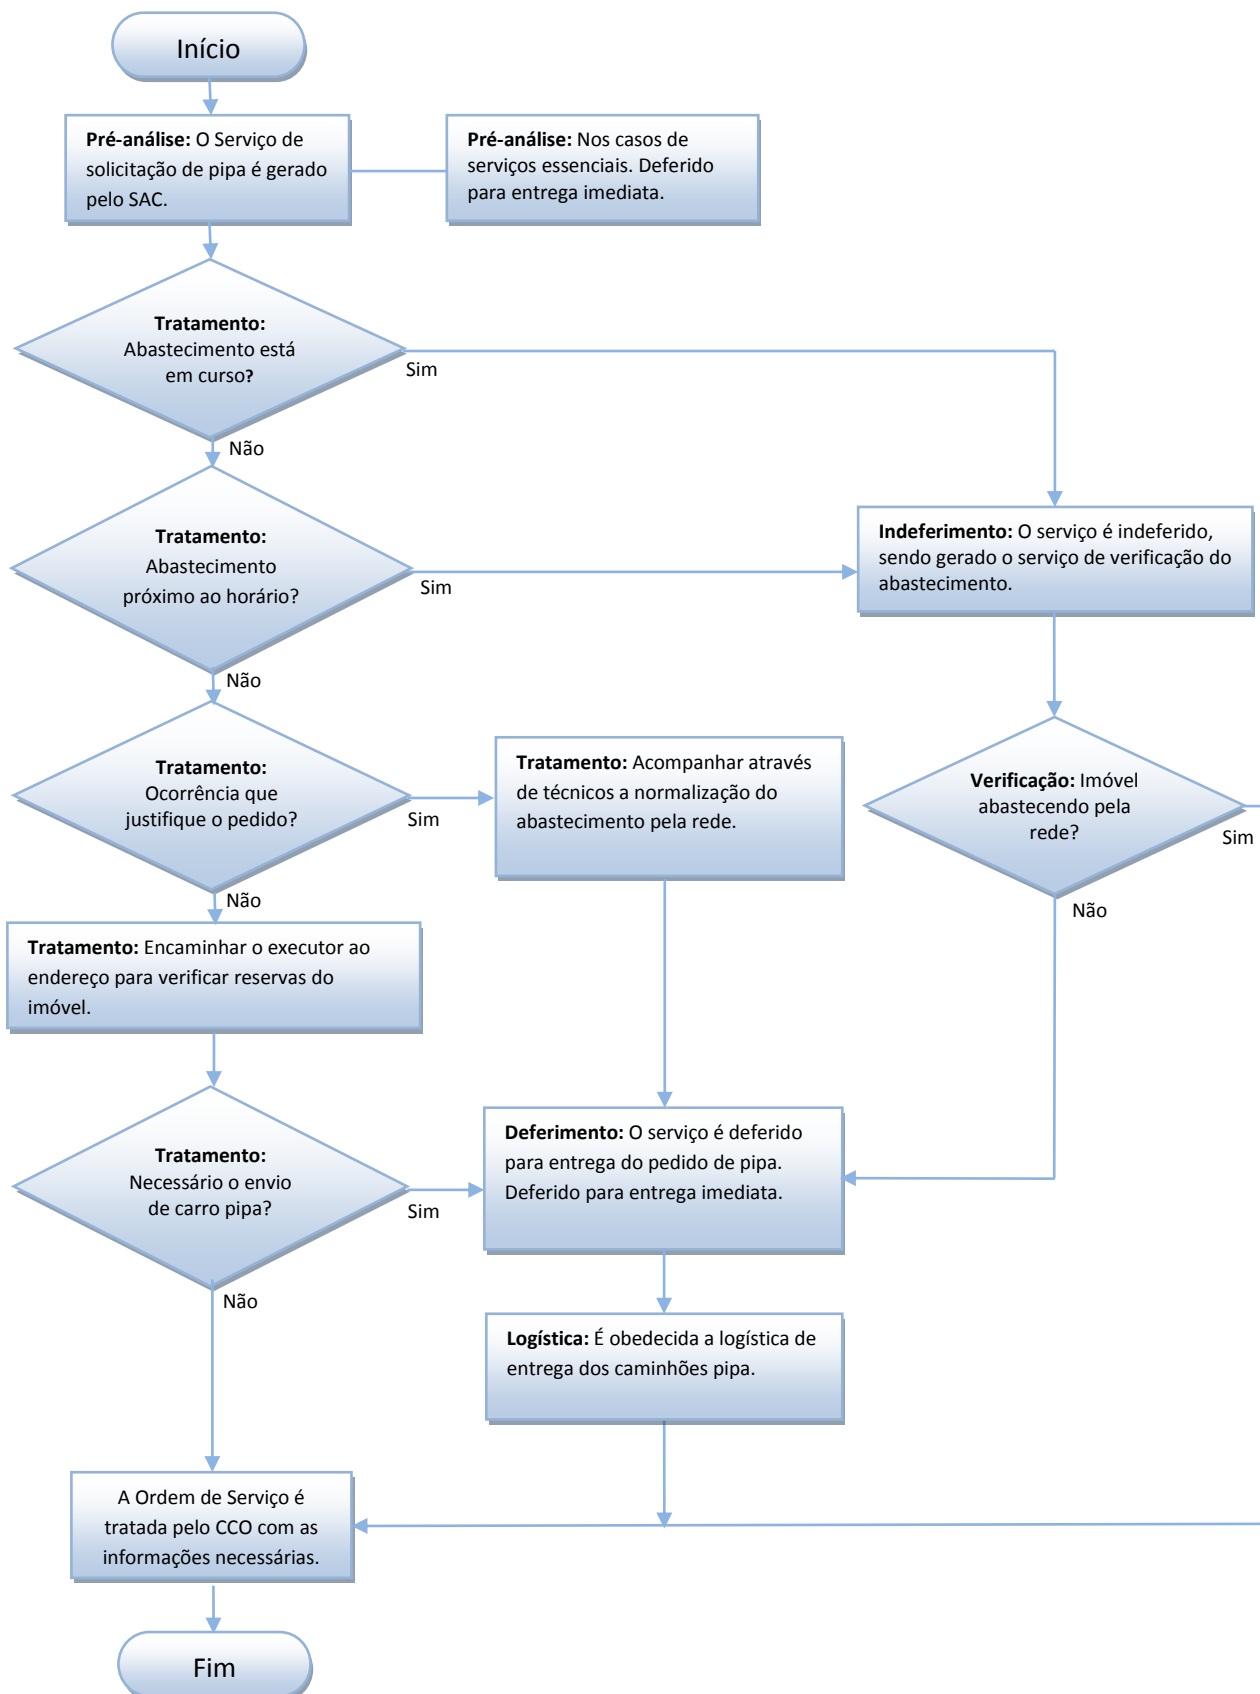 Início
Pré-análise: O Serviço de
solicitação de pipa é gerado
pelo SAC.
Pré-análise: Nos casos de
serviços essenciais. Deferido
para entrega imediata.
Tratamento:
Abastecimento está
em curso?
Sim
Não
Tratamento:
Abastecimento
próximo ao horário?
Sim
Indeferimento: O serviço é indeferido,
sendo gerado o serviço de verificação do
abastecimento.
Não
Tratamento:
Ocorrência que
justifique o pedido?
Sim
Tratamento: Acompanhar através
de técnicos a normalização do
abastecimento pela rede.
Verificação: Imóvel
abastecendo pela
rede?
Sim
Não
Não
Tratamento: Encaminhar o executor ao
endereço para verificar reservas do
imóvel.
Tratamento:
Necessário o envio
de carro pipa?
Sim
Deferimento: O serviço é deferido
para entrega do pedido de pipa.
Deferido para entrega imediata.
Não
Logística: É obedecida a logística de
entrega dos caminhões pipa.
A Ordem de Serviço é
tratada pelo CCO com as
informações necessárias.
Fim